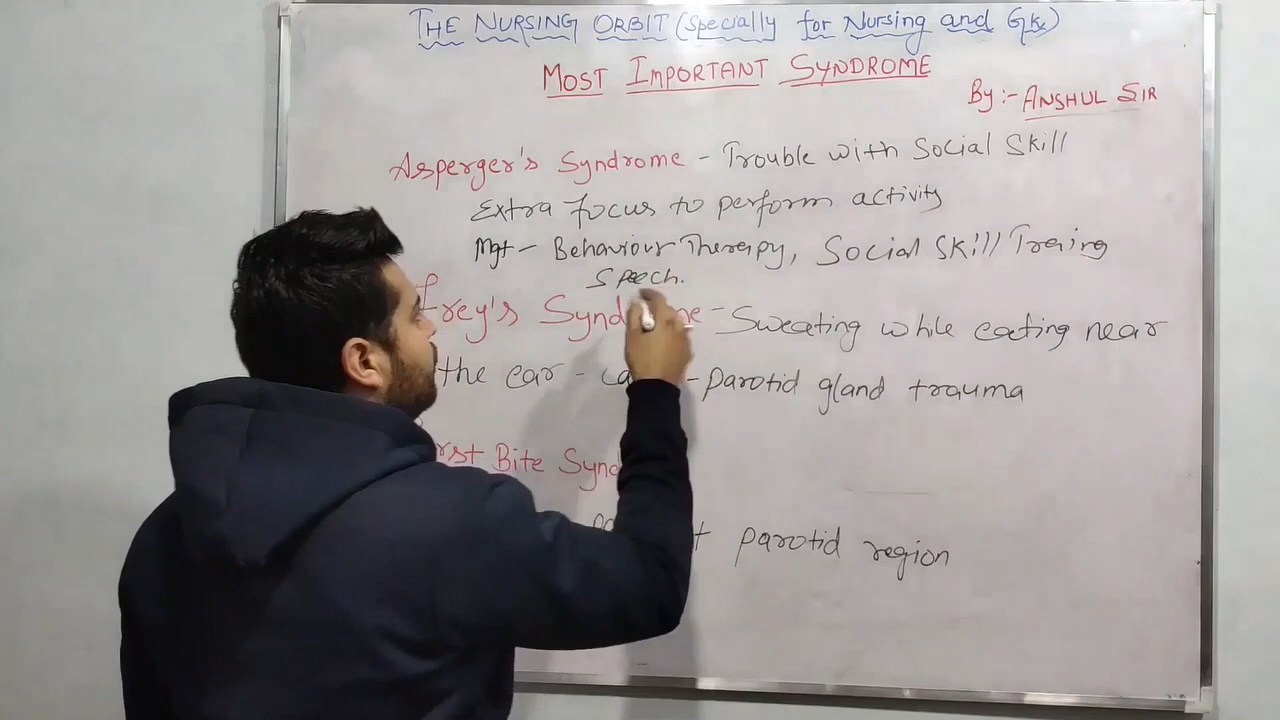 THE NURSING ORBIT (specially for Nursing and Gk)
MOST IMPORTANT SYNDROME
By :- ANSHUL SIR
Asperger's Syndrome - Trouble with Social Skill
Extra focus to perform activity
Mgt - Behaviour Therapy, Social Skill Traing
Speech.
Frey's Synd me - Sweating while eating near
the ear - ca - parotid gland trauma
rst Bite Synd
t parotid region